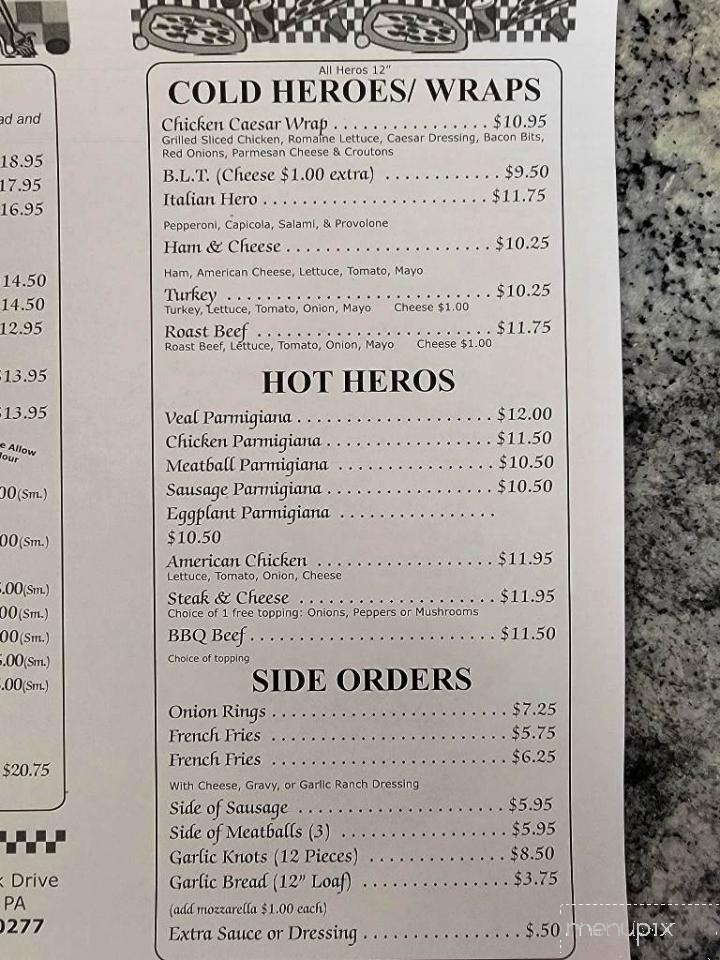 ad and
18.95
17.95
16.95
14.50
14.50
12.95
$13.95
$13.95
e Allow
Hour
00(Sm.)
00(Sm.)
.00(Sm.)
00(Sm.)
00(Sm.)
5.00(Sm.)
.00(Sm.)
$20.75
k Drive
PA
0277
All Heros 12"
COLD HEROES/ WRAPS
Chicken Caesar Wrap . . . . . . . . . . . . . . . . $10.95
Grilled Sliced Chicken, Romaine Lettuce, Caesar Dressing, Bacon Bits,
Red Onions, Parmesan Cheese & Croutons
B.L.T. (Cheese $1.00 extra) . . . . . . . . . . . . $9.50
Italian Hero . . . . . . . . . . . . . . . . . . . . . . . $11.75
Pepperoni, Capicola, Salami, & Provolone
Ham & Cheese . . . . . . . . . . . . . . . . . . . . . $10.25
Ham, American Cheese, Lettuce, Tomato, Mayo
Turkey . . . . . . . . . . . . . . . . . . . . . . . . . . . $10.25
Turkey, Lettuce, Tomato, Onion, Mayo Cheese $1.00
Roast Beef . . . . . . . . . . . . . . . . . . . . . . . . $11.75
Roast Beef, Lettuce, Tomato, Onion, Mayo Cheese $1.00
HOT HEROS
Veal Parmigiana . . . . . . . . . . . . . . . . . . . . $12.00
Chicken Parmigiana . . . . . . . . . . . . . . . . . $11.50
Meatball Parmigiana . . . . . . . . . . . . . . . . $10.50
Sausage Parmigiana . . . . . . . . . . . . . . . . . $10.50
Eggplant Parmigiana . . . . . . . . . . . . . . . .
$10.50
American Chicken . . . . . . . . . . . . . . . . . . $11.95
Lettuce, Tomato, Onion, Cheese
Steak & Cheese . . . . . . . . . . . . . . . . . . . . $11.95
Choice of 1 free topping: Onions, Peppers or Mushrooms
BBQ Beef . . . . . . . . . . . . . . . . . . . . . . . . . $11.50
Choice of topping
SIDE ORDERS
Onion Rings . . . . . . . . . . . . . . . . . . . . . . . . $7.25
French Fries . . . . . . . . . . . . . . . . . . . . . . . . $5.75
French Fries . . . . . . . . . . . . . . . . . . . . . . . . $6.25
With Cheese, Gravy, or Garlic Ranch Dressing
Side of Sausage . . . . . . . . . . . . . . . . . . . . . $5.95
Side of Meatballs (3) . . . . . . . . . . . . . . . . . $5.95
Garlic Knots (12 Pieces) . . . . . . . . . . . . . . $8.50
Garlic Bread (12" Loaf) . . . . . . . . . . . . . . . $3.75
(add mozzarella $1.00 each)
Extra Sauce or Dressing . . . . . . . . . . . . . . . . . $.50
menupix